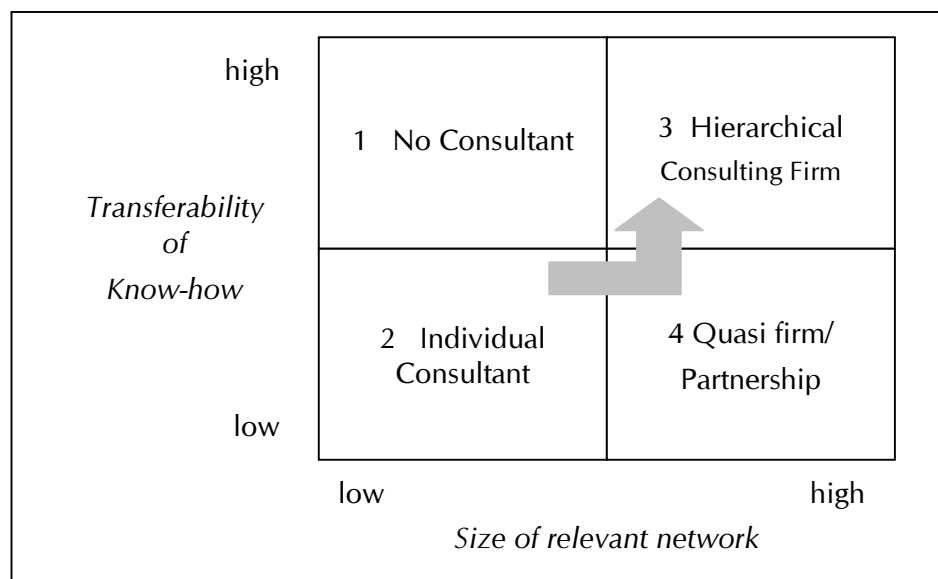 high
1 No Consultant
3 Hierarchical
Consulting Firm
Transferability
of
Know-how
2 Individual
Consultant
4 Quasi firm/
Partnership
low
low
high
Size of relevant network